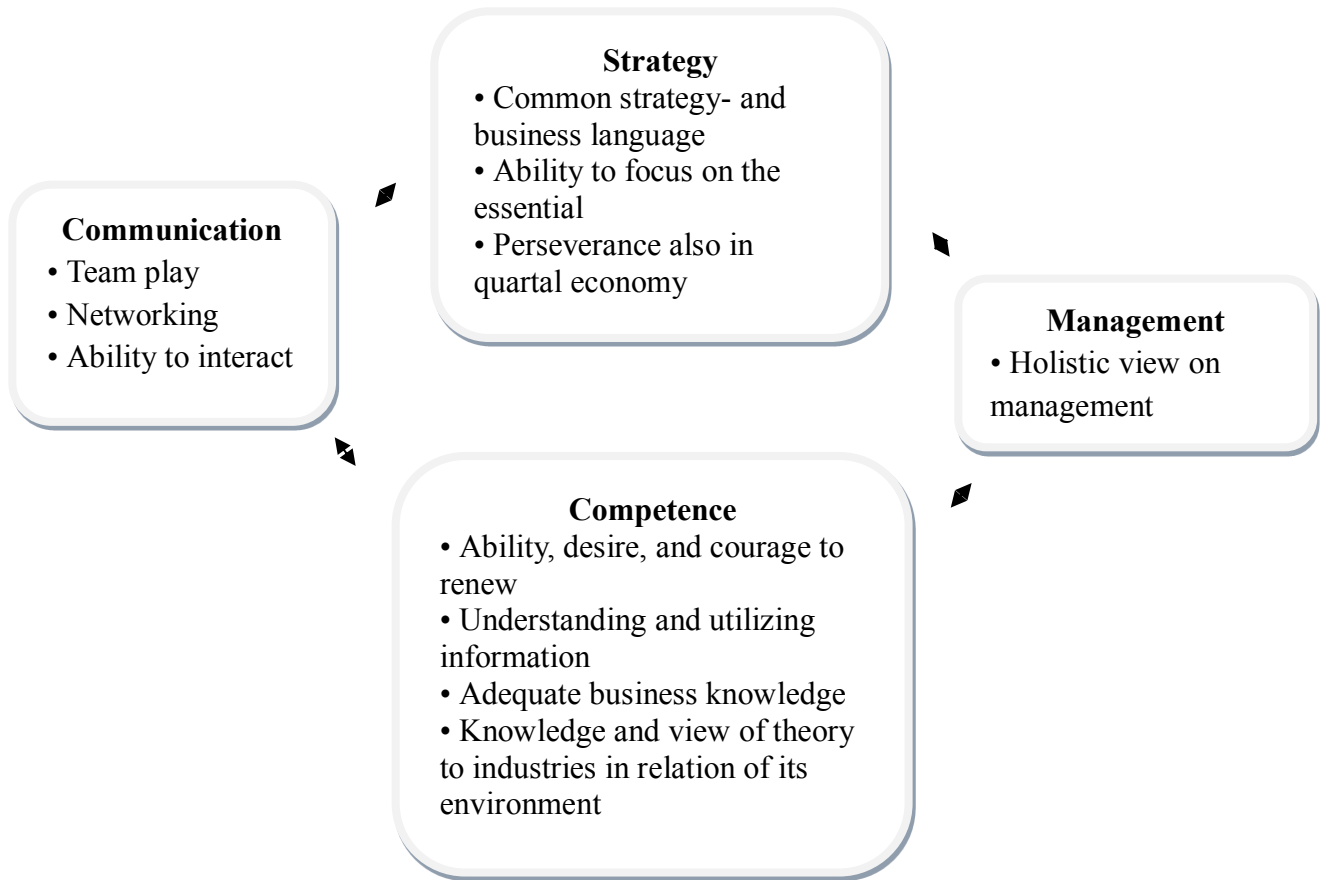 Strategy
• Common strategy- and
business language
• Ability to focus on the
essential
• Perseverance also in
quartal economy
Communication
• Team play
• Networking
• Ability to interact
Management
• Holistic view on
management
Competence
• Ability, desire, and courage to
renew
• Understanding and utilizing
information
• Adequate business knowledge
• Knowledge and view of theory
to industries in relation of its
environment